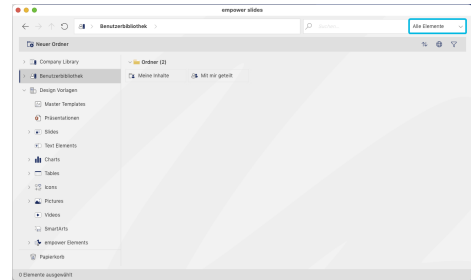 empower slides
Benutzerbibliothek
Suchen
Alle Elemente
Neuer Ordner
Company Library
Benutzerbibliothek
Design Vorlagen
Master Templates
Präsentationen
Slides
Text Elements
Charts
Tables
Icons
Pictures
Videos
SmartArts
empower Elements
Papierkorb
Ordner (2)
Meine Inhalte
Mit mir geteilt
0 Elemente ausgewählt